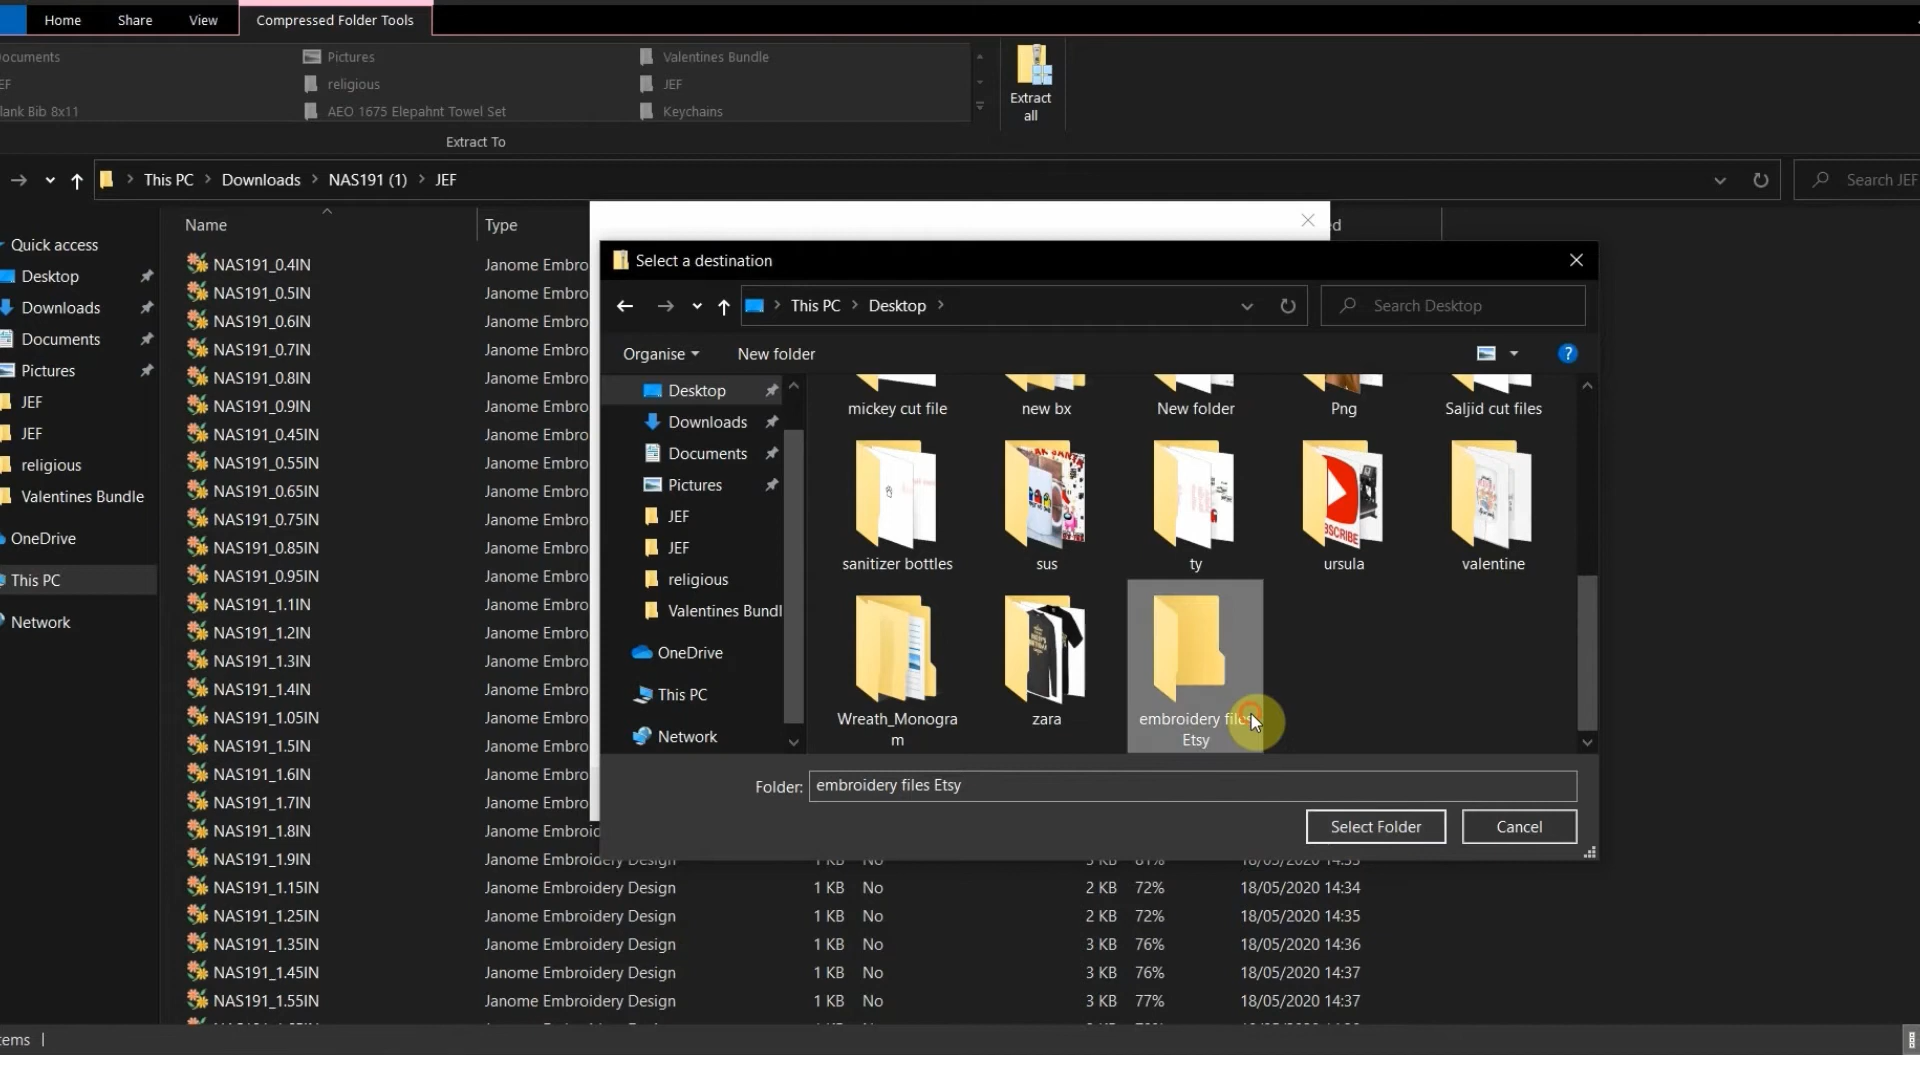 Home Share View Compressed Folder Tools
ocuments Pictures Valentines Bundle
EF religious JEF
lank Bib 8x11 AEO 1675 Elepahnt Towel Set Keychains
Extract all
Extract To
This PC Downloads NAS191 (1) JEF Search JEF
Name Type d
Quick access
Desktop
Downloads
Documents
Pictures
JEF
JEF
religious
Valentines Bundle
OneDrive
This PC
Network
NAS191_0.4IN Janome Embro
NAS191_0.5IN Janome Embro
NAS191_0.6IN Janome Embro
NAS191_0.7IN Janome Embro
NAS191_0.8IN Janome Embro
NAS191_0.9IN Janome Embro
NAS191_0.45IN Janome Embro
NAS191_0.55IN Janome Embro
NAS191_0.65IN Janome Embro
NAS191_0.75IN Janome Embro
NAS191_0.85IN Janome Embro
NAS191_0.95IN Janome Embro
NAS191_1.1IN Janome Embro
NAS191_1.2IN Janome Embro
NAS191_1.3IN Janome Embro
NAS191_1.4IN Janome Embro
NAS191_1.05IN Janome Embro
NAS191_1.5IN Janome Embro
NAS191_1.6IN Janome Embro
NAS191_1.7IN Janome Embro
NAS191_1.8IN Janome Embroic
NAS191_1.9IN Janome Embroidery Design 1 KB No 3 KB 81% 18/05/2020 14:33
NAS191_1.15IN Janome Embroidery Design 1 KB No 2 KB 72% 18/05/2020 14:34
NAS191_1.25IN Janome Embroidery Design 1 KB No 2 KB 72% 18/05/2020 14:35
NAS191_1.35IN Janome Embroidery Design 1 KB No 3 KB 76% 18/05/2020 14:36
NAS191_1.45IN Janome Embroidery Design 1 KB No 3 KB 76% 18/05/2020 14:37
NAS191_1.55IN Janome Embroidery Design 1 KB No 3 KB 77% 18/05/2020 14:37
Select a destination
This PC Desktop Search Desktop
Organise New folder ?
Desktop
Downloads
Documents
Pictures
JEF
JEF
religious
Valentines Bundl
OneDrive
This PC
Network
mickey cut file new bx New folder Png Saljid cut files
sanitizer bottles sus ty ursula valentine
Wreath_Monogra
m
zara
embroidery files
Etsy
Folder: embroidery files Etsy
Select Folder Cancel
tems